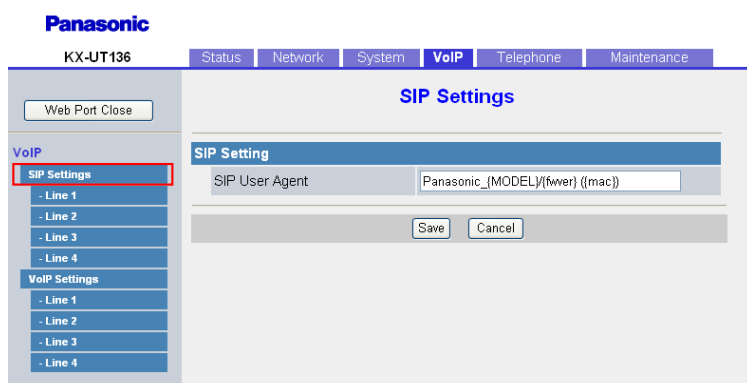 Panasonic
KX-UT136
Status Network System VoIP Telephone Maintenance
Web Port Close
SIP Settings
VoIP
SIP Settings
- Line 1
- Line 2
- Line 3
- Line 4
VoIP Settings
- Line 1
- Line 2
- Line 3
- Line 4
SIP Setting
SIP User Agent Panasonic_{MODEL}/{fwver} ({mac})
Save Cancel